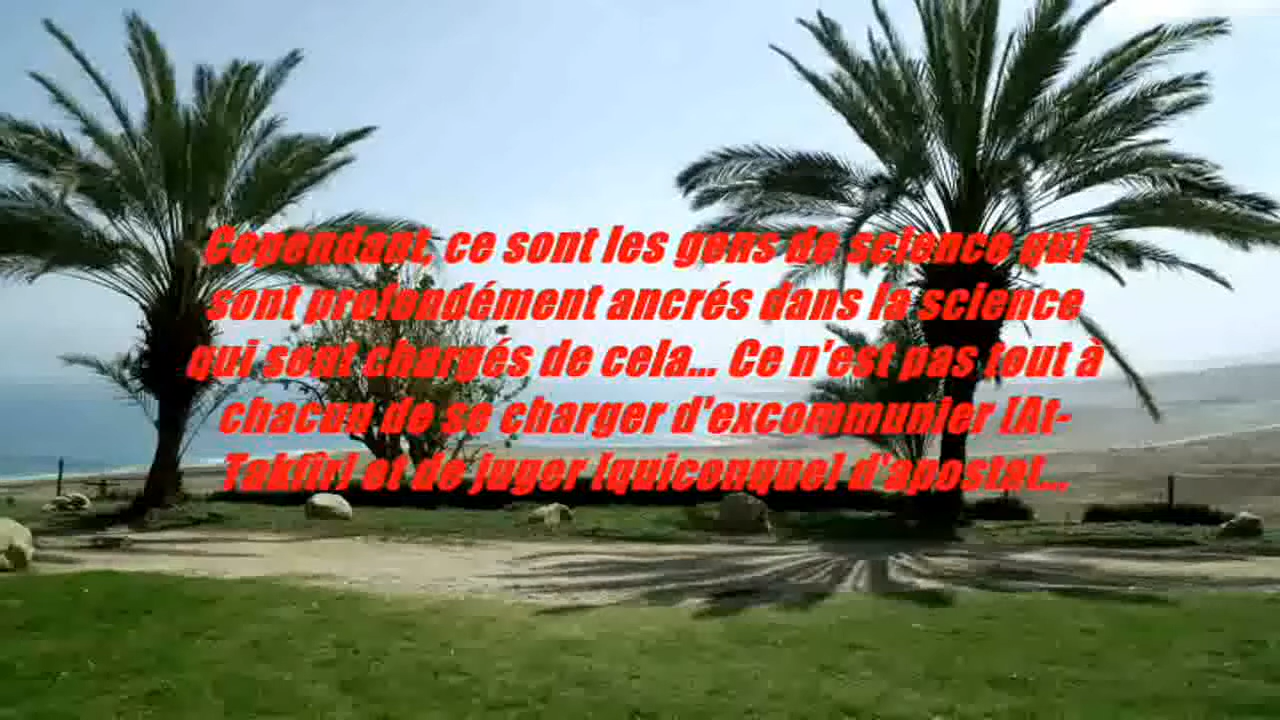 Cependant, ce sont les gens de science qui
sont profondément ancrés dans la science
qui sont chargés de cela... Ce n'est pas tout à
chacun de se charger d'excommunier [At-
Takfîr] et de juger [quiconque] d'apostat...